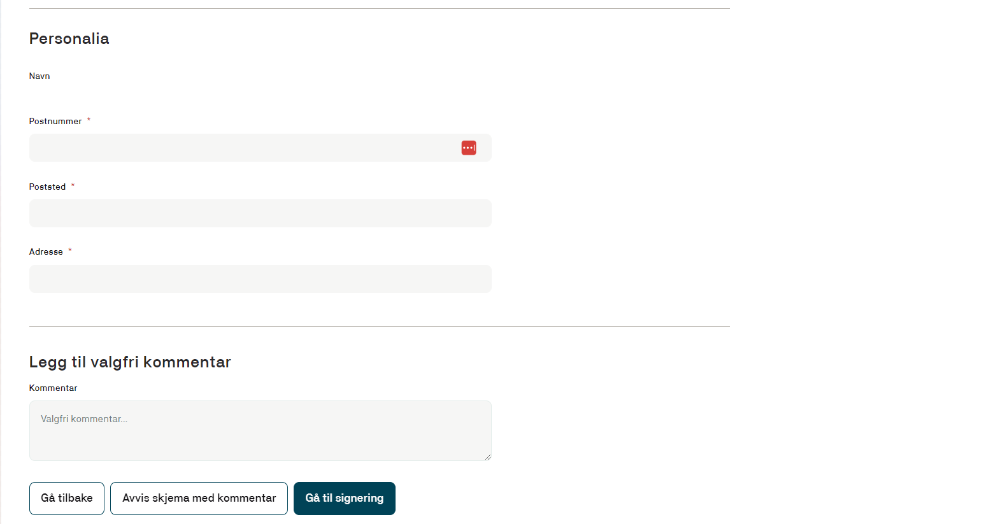 Personalia
Navn
Postnummer *
Poststed *
Adresse *
Legg til valgfri kommentar
Kommentar
Valgfri kommentar...
Gå tilbake Avvis skjema med kommentar Gå til signering